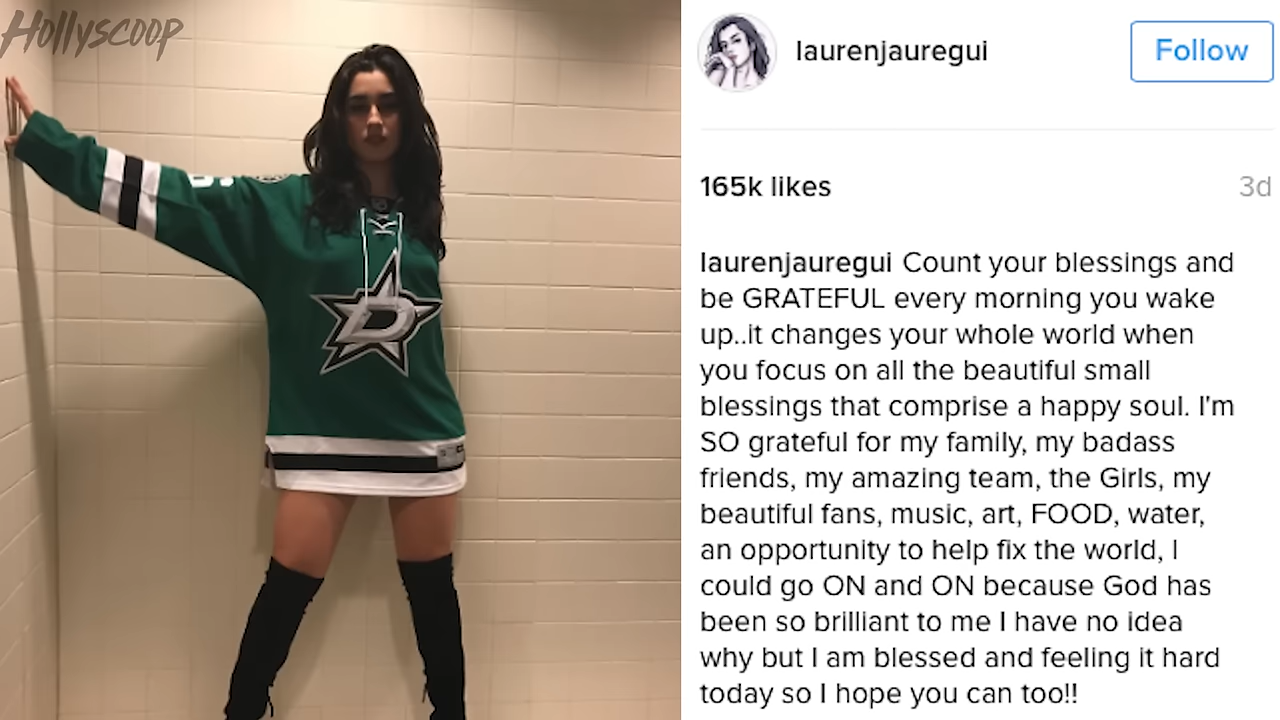 Hollyscoop
laurenjauregui
Follow
165k likes
3d
laurenjauregui Count your blessings and
be GRATEFUL every morning you wake
up..it changes your whole world when
you focus on all the beautiful small
blessings that comprise a happy soul. I'm
SO grateful for my family, my badass
friends, my amazing team, the Girls, my
beautiful fans, music, art, FOOD, water,
an opportunity to help fix the world, I
could go ON and ON because God has
been so brilliant to me I have no idea
why but I am blessed and feeling it hard
today so I hope you can too!!
D